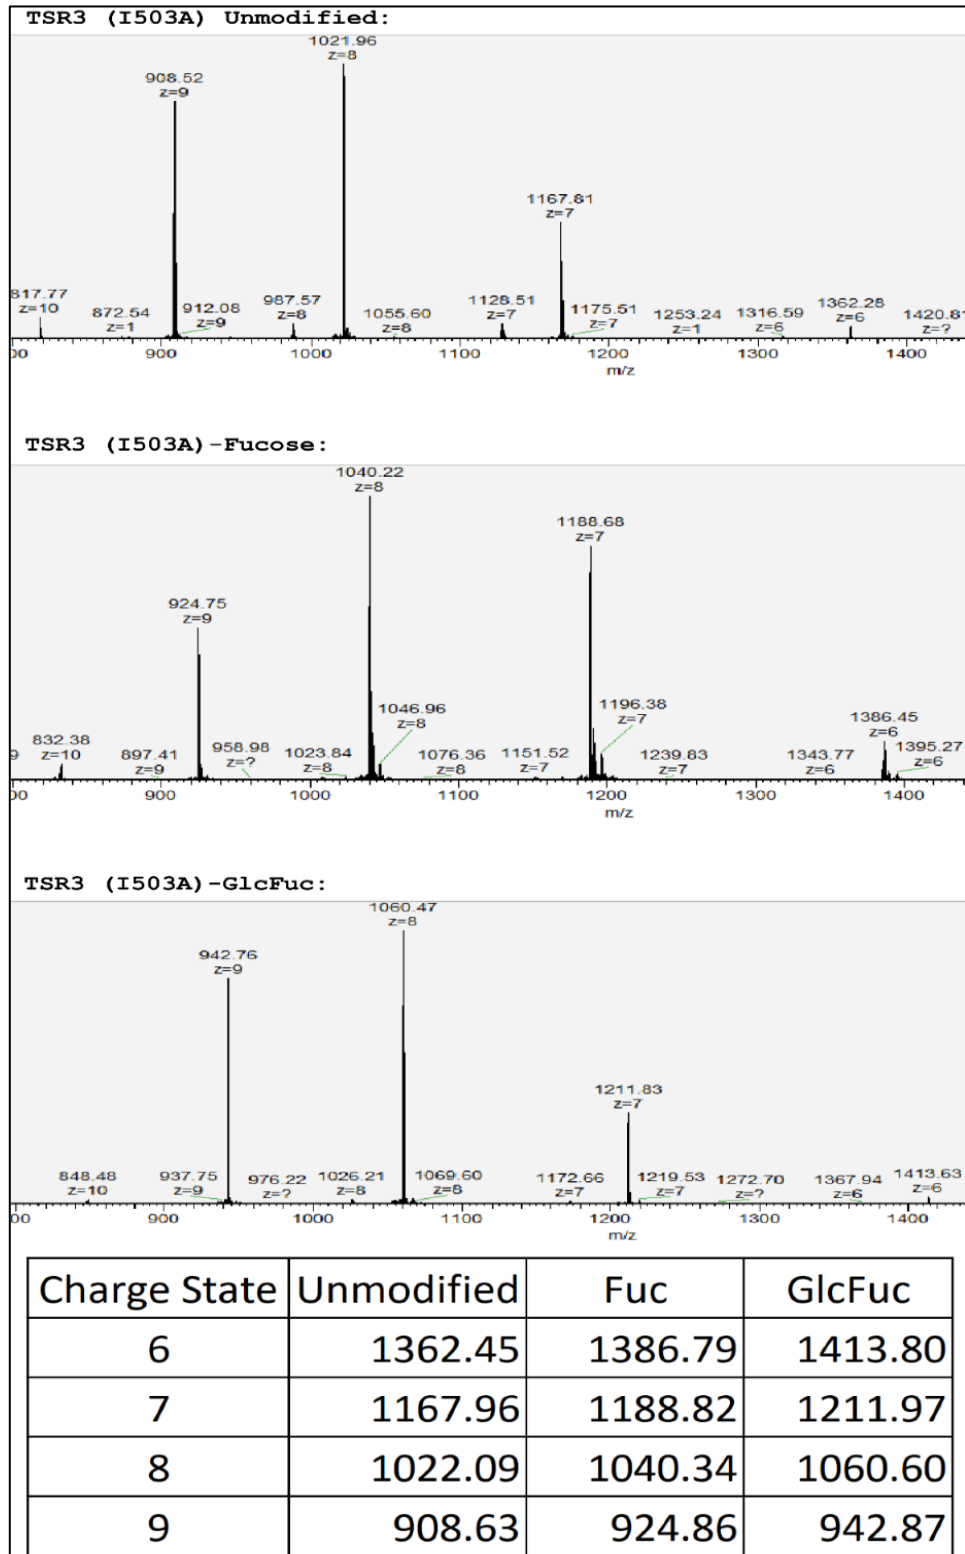 TSR3 (I503A) Unmodified:
1021.96
z=8
908.52
z=9
1167.81
z=7
817.77
z=10
872.54
z=1
912.08
z=9
987.57
z=8
1055.60
z=8
1128.51
z=7
1175.51
z=7
1253.24
z=1
1316.59
z=6
1362.28
z=6
1420.81
z=?
00 900 1000 1100 1200 1300 1400
m/z
TSR3 (I503A)-Fucose:
1040.22
z=8
1188.68
z=7
924.75
z=9
9
832.38
z=10
897.41
z=9
958.98
z=?
1023.84
z=8
1046.96
z=8
1076.36
z=8
1151.52
z=7
1196.38
z=7
1239.83
z=7
1343.77
z=6
1386.45
z=6
1395.27
z=6
00 900 1000 1100 1200 1300 1400
m/z
TSR3 (I503A)-GlcFuc:
1060.47
z=8
942.76
z=9
1211.83
z=7
848.48
z=10
937.75
z=9
976.22
z=?
1026.21
z=8
1069.60
z=8
1172.66
z=7
1219.53
z=7
1272.70
z=?
1367.94
z=6
1413.63
z=6
00 900 1000 1100 1200 1300 1400
m/z
Charge State Unmodified Fuc GlcFuc
6 1362.45 1386.79 1413.80
7 1167.96 1188.82 1211.97
8 1022.09 1040.34 1060.60
9 908.63 924.86 942.87